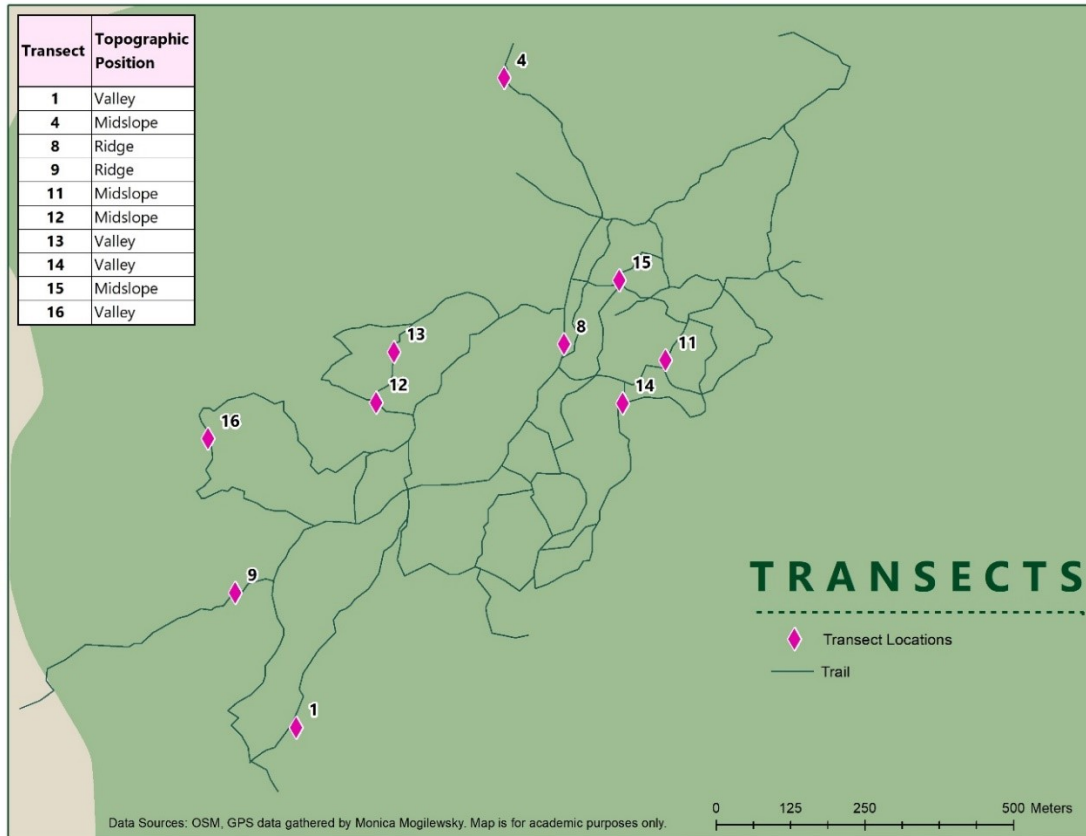 Transect Topographic
Position
1 Valley
4 Midslope
8 Ridge
9 Ridge
11 Midslope
12 Midslope
13 Valley
14 Valley
15 Midslope
16 Valley
4
15
8
13
11
12
14
16
9
1
TRANSECTS
Transect Locations
Trail
0 125 250 500 Meters
Data Sources: OSM, GPS data gathered by Monica Mogilewsky. Map is for academic purposes only.